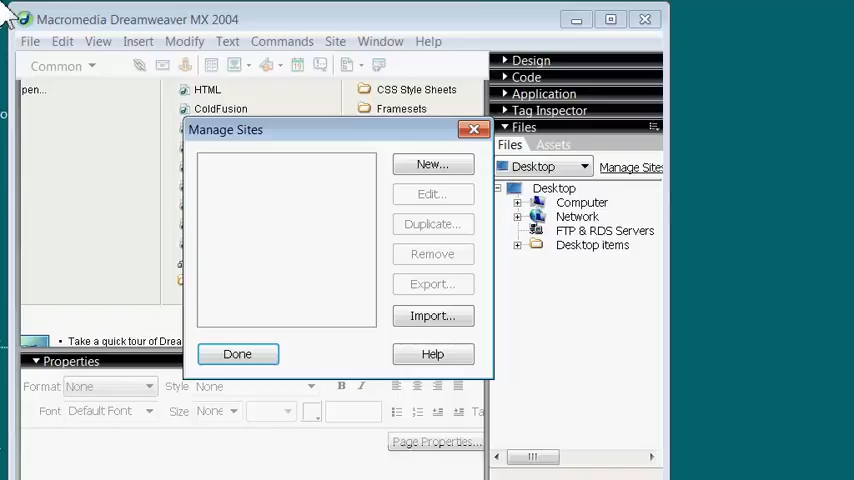 Macromedia Dreamweaver MX 2004
File Edit View Insert Modify Text Commands Site Window Help
Common
pen...
HTML
ColdFusion
CSS Style Sheets
Framesets
Manage Sites
New...
Edit...
Duplicate...
Remove
Export...
Import...
Done
Help
Take a quick tour of Drea
Properties
Format None Style None B I
Font Default Font Size None Ta
Page Properties...
Design
Code
Application
Tag Inspector
Files
Files Assets
Desktop Manage Sites
Desktop
Computer
Network
FTP & RDS Servers
Desktop items